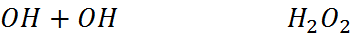 OH + OH H₂O₂